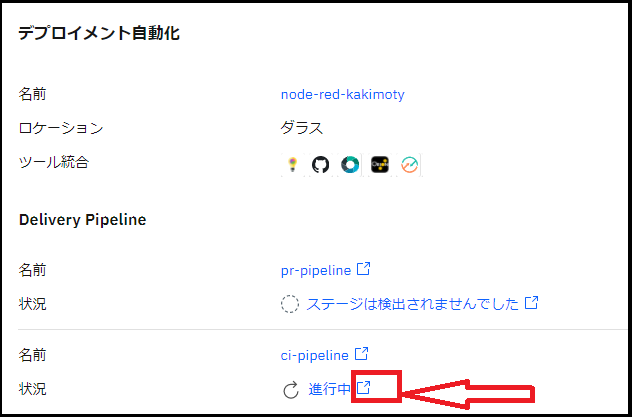 デプロイメント自動化
名前 node-red-kakimoty
ロケーション ダラス
ツール統合
Delivery Pipeline
名前 pr-pipeline
状況 ステージは検出されませんでした
名前 ci-pipeline
状況 進行中